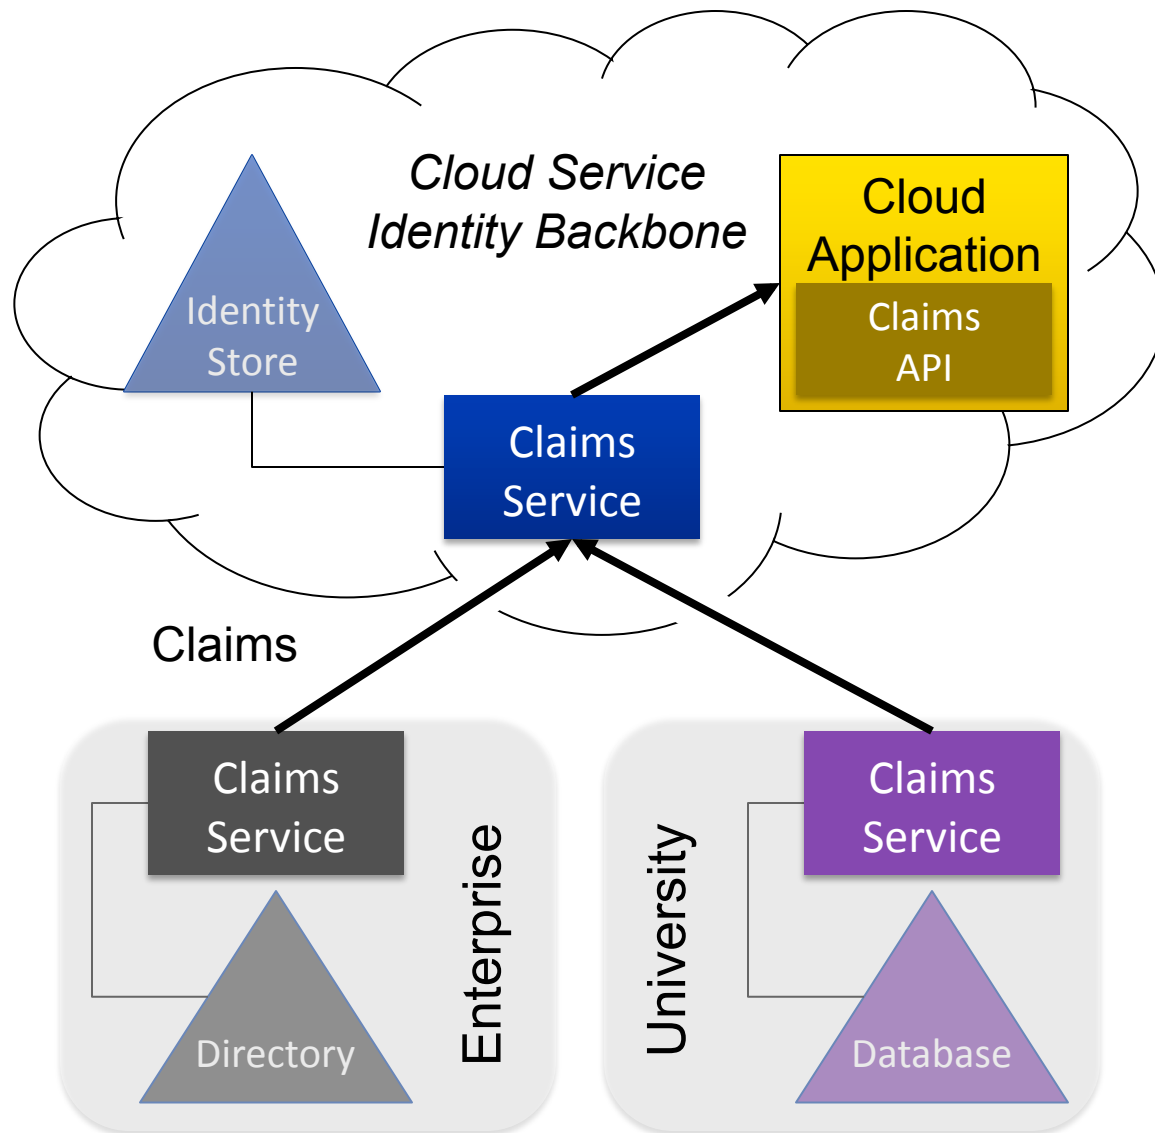 Cloud Service
Identity Backbone
Cloud
Application
Claims
API
Identity
Store
Claims
Service
Claims
Claims
Service
Enterprise
Directory
Claims
Service
University
Database